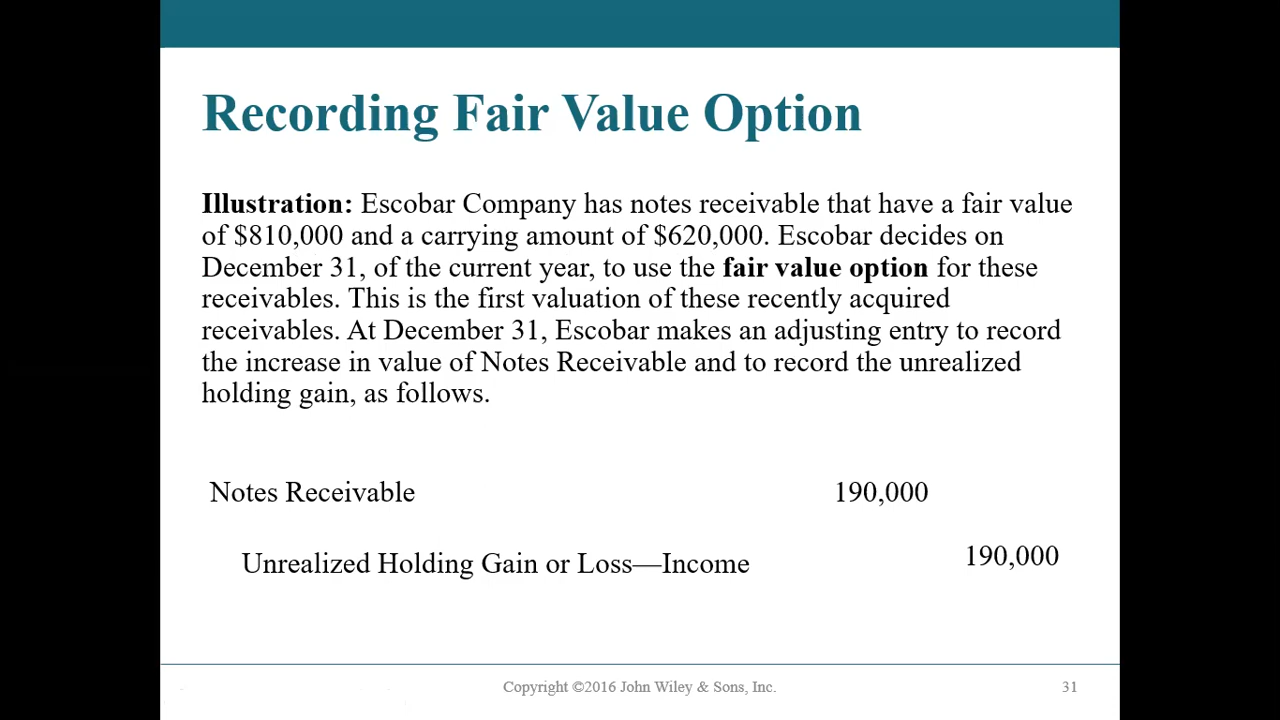 Recording Fair Value Option
Illustration: Escobar Company has notes receivable that have a fair value
of $810,000 and a carrying amount of $620,000. Escobar decides on
December 31, of the current year, to use the fair value option for these
receivables. This is the first valuation of these recently acquired
receivables. At December 31, Escobar makes an adjusting entry to record
the increase in value of Notes Receivable and to record the unrealized
holding gain, as follows.
Notes Receivable 190,000
Unrealized Holding Gain or Loss—Income 190,000
Copyright ©2016 John Wiley & Sons, Inc. 31